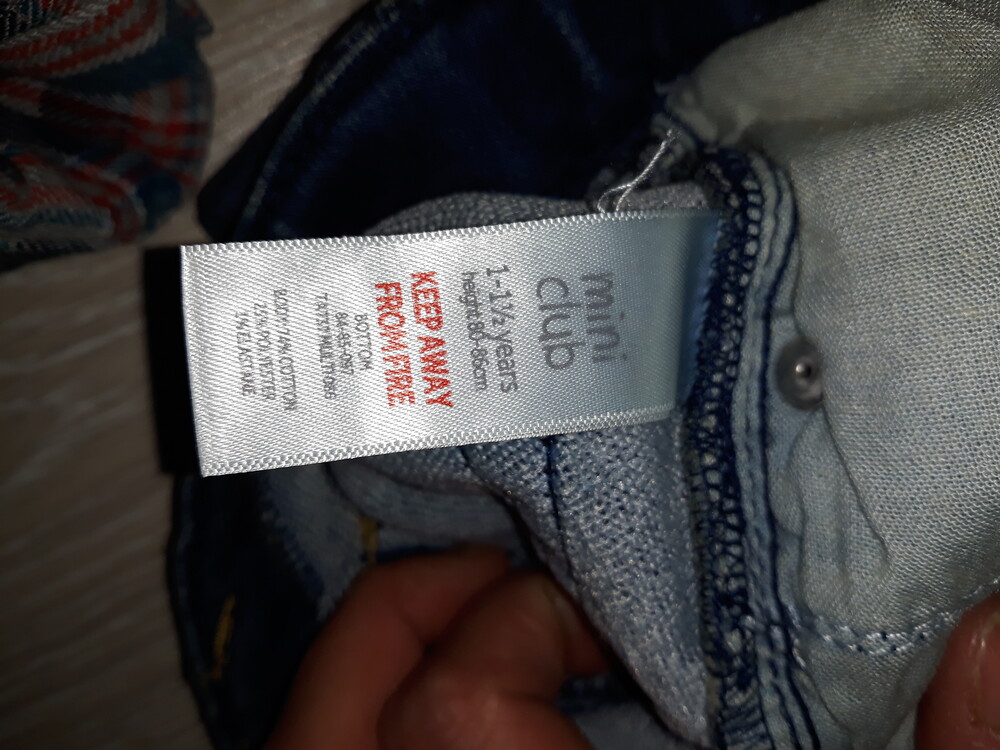 mini
club
1-1½ years
height 80-86cm
KEEP AWAY
FROM FIRE
BOTTOM
BODY 74% COTTON